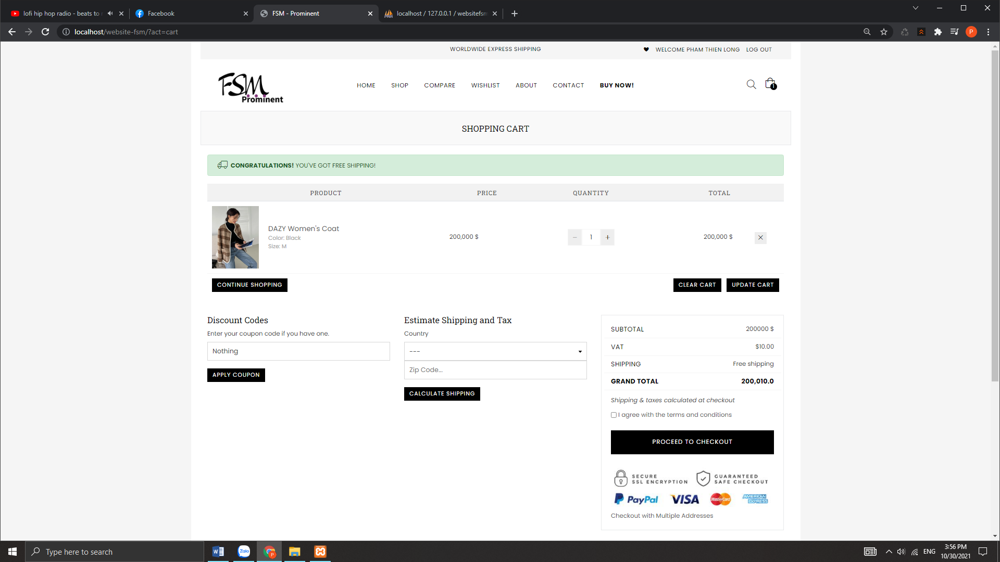 lofi hip hop radio - beats to
Facebook
FSM - Prominent
localhost / 127.0.0.1 / websitefsm
localhost/website-fsm/?act=cart
P
WORLDWIDE EXPRESS SHIPPING
WELCOME PHAM THIEN LONG
LOG OUT
FSM
Prominent
HOME
SHOP
COMPARE
WISHLIST
ABOUT
CONTACT
BUY NOW!
1
SHOPPING CART
CONGRATULATIONS! YOU'VE GOT FREE SHIPPING!
PRODUCT
PRICE
QUANTITY
TOTAL
DAZY Women's Coat
Color: Black
Size: M
200,000 $
− 1 +
200,000 $
CONTINUE SHOPPING
CLEAR CART
UPDATE CART
Discount Codes
Enter your coupon code if you have one.
Nothing
APPLY COUPON
Estimate Shipping and Tax
Country
---
Zip Code...
CALCULATE SHIPPING
SUBTOTAL 200000 $
VAT $10.00
SHIPPING Free shipping
GRAND TOTAL 200,010.0
Shipping & taxes calculated at checkout
I agree with the terms and conditions
PROCEED TO CHECKOUT
SECURE
SSL ENCRYPTION
GUARANTEED
SAFE CHECKOUT
PayPal
VISA
MasterCard
AMERICAN
EXPRESS
Checkout with Multiple Addresses
Type here to search
Zalo
P
ENG
3:56 PM
10/30/2021